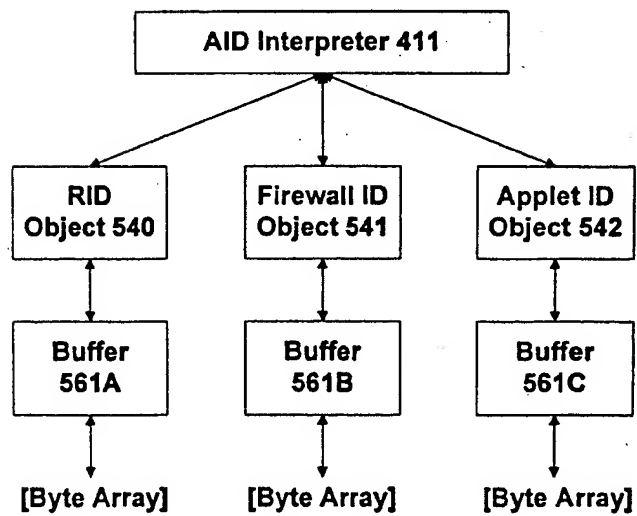 AID Interpreter 411
RID
Object 540
Firewall ID
Object 541
Applet ID
Object 542
Buffer
561A
Buffer
561B
Buffer
561C
[Byte Array]
[Byte Array]
[Byte Array]